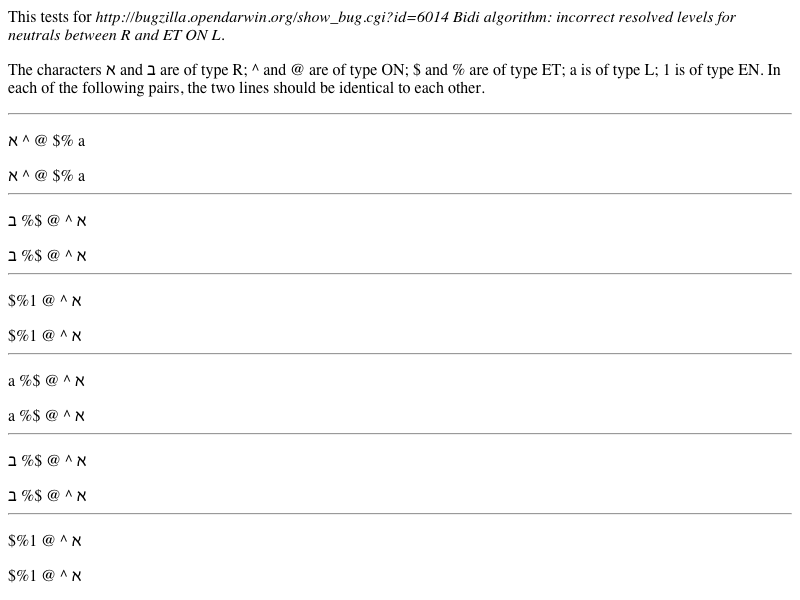 This tests for http://bugzilla.opendarwin.org/show_bug.cgi?id=6014 Bidi algorithm: incorrect resolved levels for
neutrals between R and ET ON L.
The characters א and ב are of type R; ^ and @ are of type ON; $ and % are of type ET; a is of type L; 1 is of type EN. In
each of the following pairs, the two lines should be identical to each other.
א ^ @ $% a
א ^ @ $% a
ב %$ @ ^ א
ב %$ @ ^ א
$%1 @ ^ א
$%1 @ ^ א
a %$ @ ^ א
a %$ @ ^ א
ב %$ @ ^ א
ב %$ @ ^ א
$%1 @ ^ א
$%1 @ ^ א